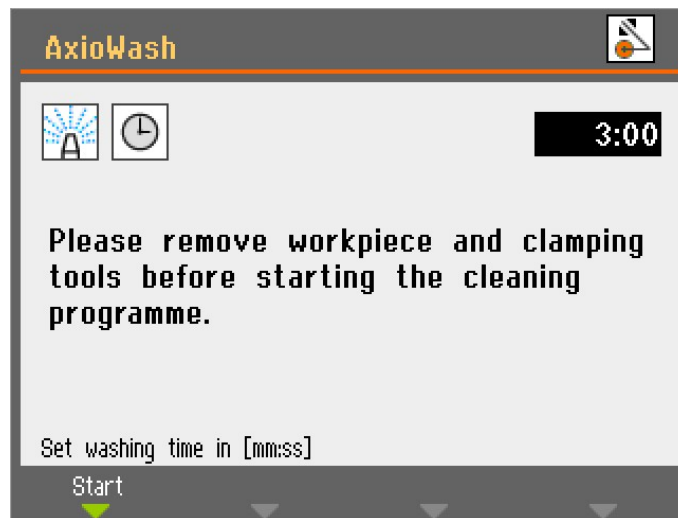 AxioWash
3:00
Please remove workpiece and clamping
tools before starting the cleaning
programme.
Set washing time in [mm:ss]
Start